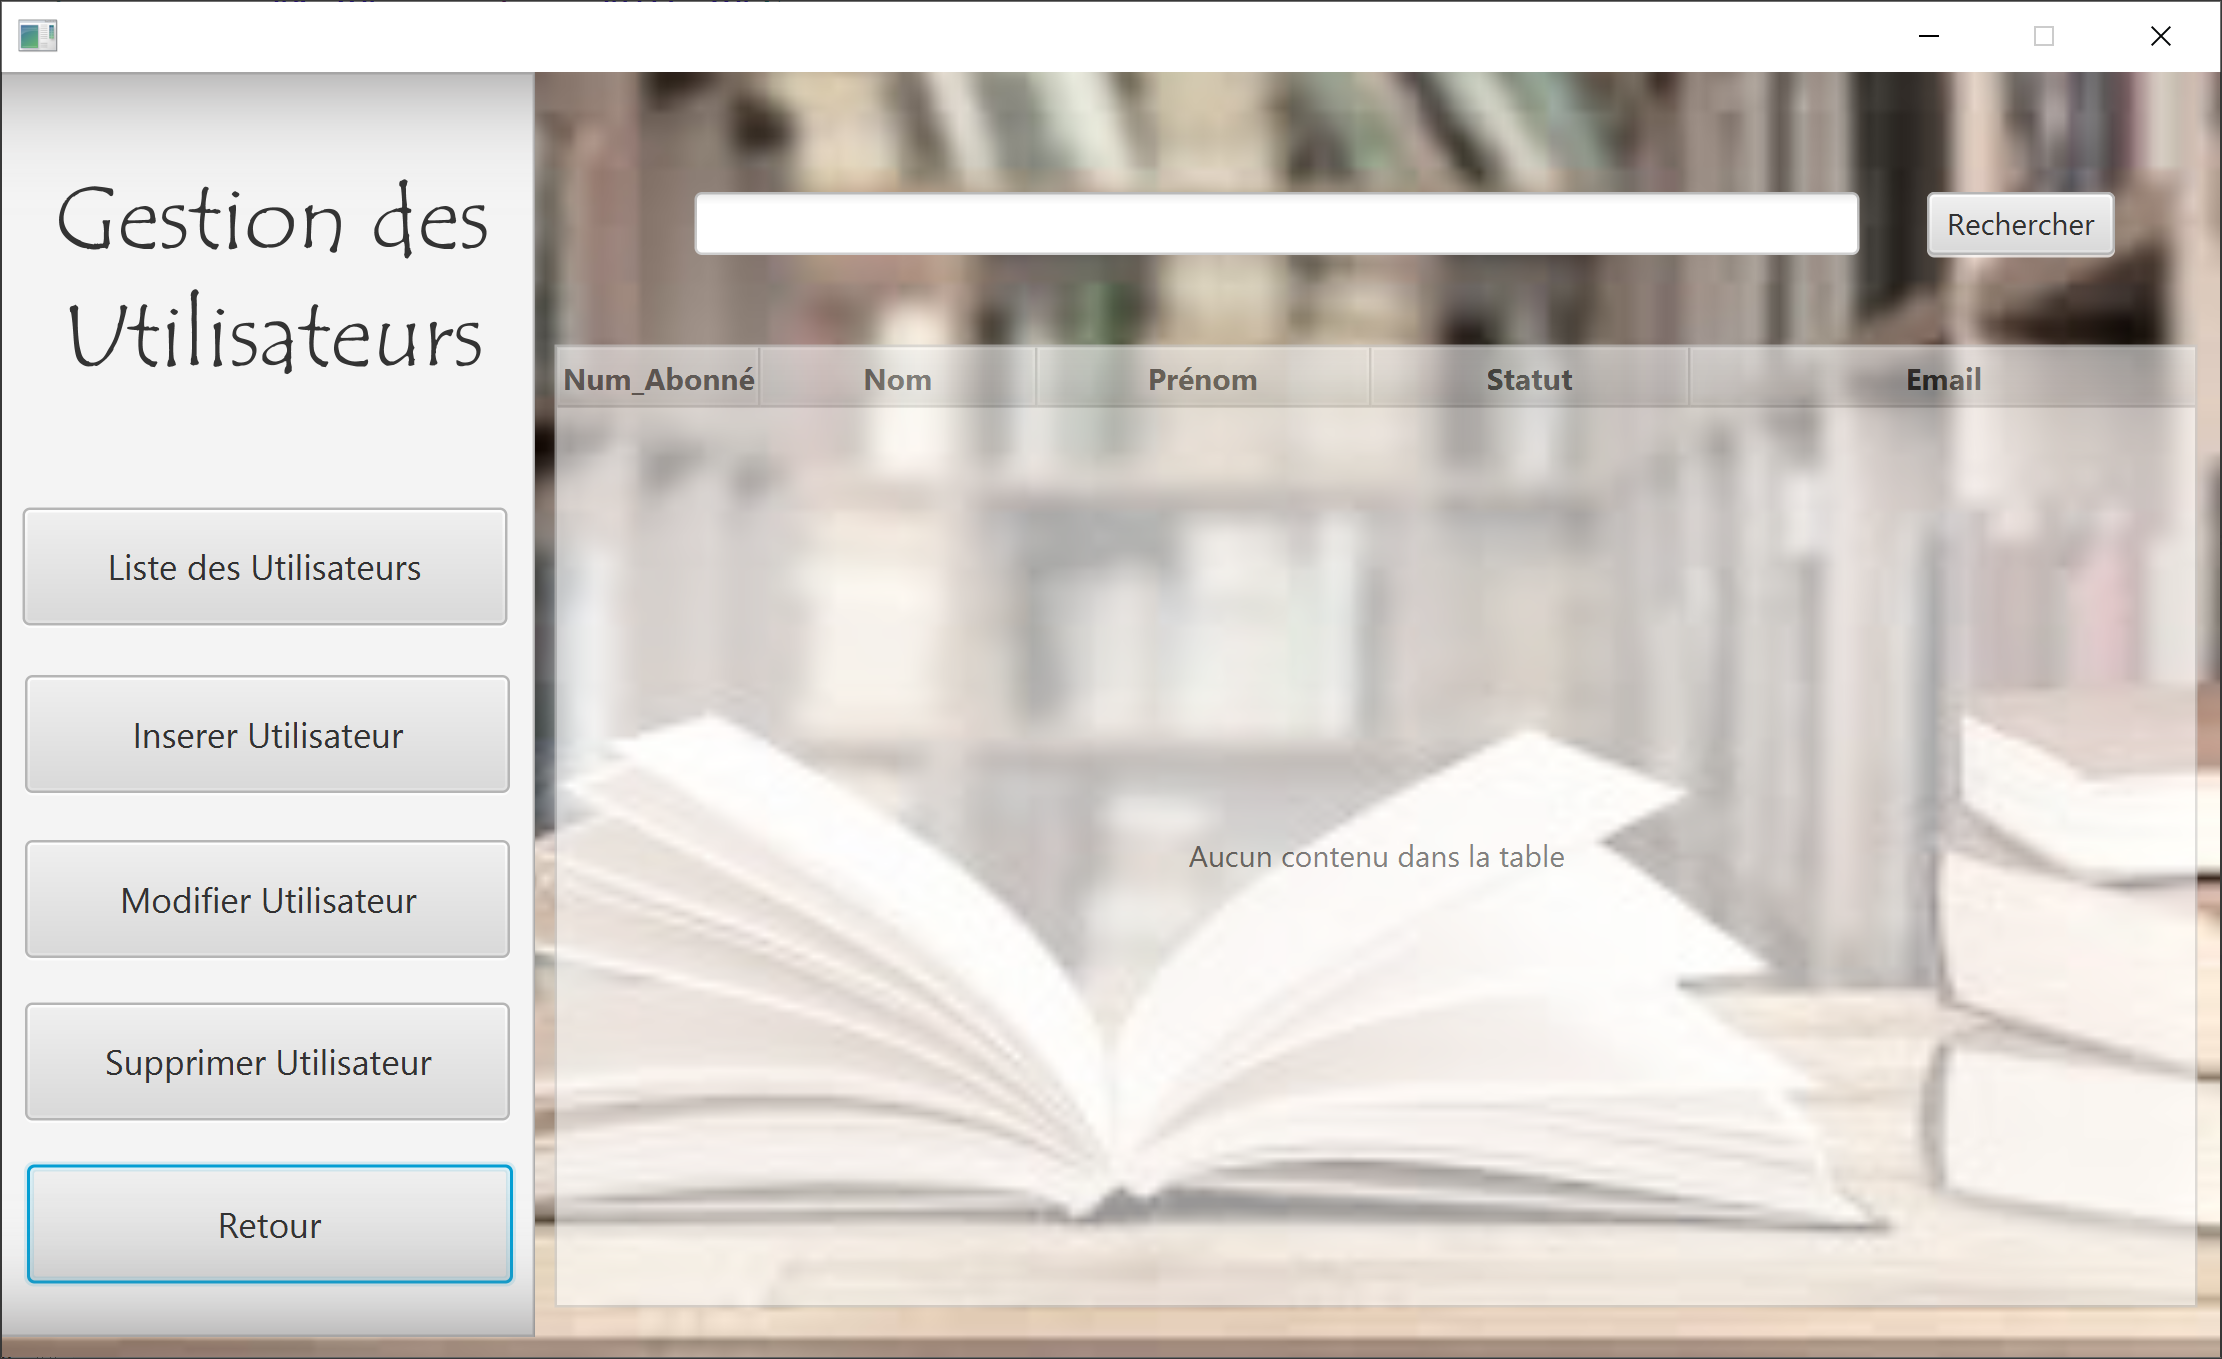 Gestion des
Utilisateurs
Rechercher
Num_Abonné Nom Prénom Statut Email
Aucun contenu dans la table
Liste des Utilisateurs
Inserer Utilisateur
Modifier Utilisateur
Supprimer Utilisateur
Retour